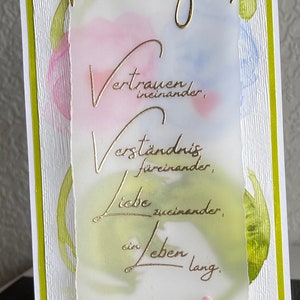 Vertrauen
ineinander,
Verständnis
füreinander,
Liebe
zueinander,
ein Leben
lang.